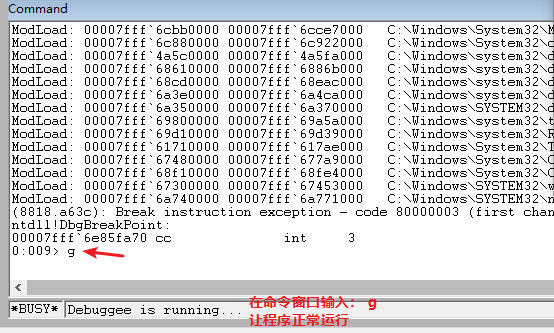 Command
ModLoad: 00007fff`6cbb0000 00007fff`6cce7000   C:\Windows\System32\M
ModLoad: 00007fff`6c880000 00007fff`6c922000   C:\Windows\System32\m
ModLoad: 00007fff`4a5c0000 00007fff`4a5fa000   C:\Windows\System32\d
ModLoad: 00007fff`68610000 00007fff`6886b000   C:\Windows\System32\d
ModLoad: 00007fff`68cd0000 00007fff`68eac000   C:\Windows\System32\d
ModLoad: 00007fff`6a3e0000 00007fff`6a4ca000   C:\Windows\System32\d
ModLoad: 00007fff`6a350000 00007fff`6a370000   C:\Windows\SYSTEM32\d
ModLoad: 00007fff`69800000 00007fff`69a5a000   C:\Windows\System32\t
ModLoad: 00007fff`69d10000 00007fff`69d39000   C:\Windows\System32\R
ModLoad: 00007fff`61710000 00007fff`617ae000   C:\Windows\System32\T
ModLoad: 00007fff`67480000 00007fff`677a9000   C:\Windows\System32\C
ModLoad: 00007fff`68f10000 00007fff`68fe4000   C:\Windows\System32\C
ModLoad: 00007fff`67300000 00007fff`67453000   C:\Windows\SYSTEM32\w
ModLoad: 00007fff`6a740000 00007fff`6a771000   C:\Windows\SYSTEM32\n
(8818.a63c): Break instruction exception - code 80000003 (first chan
ntdll!DbgBreakPoint:
00007fff`6e85fa70 cc              int     3
0:009> g
*BUSY* Debuggee is running...
在命令窗口输入： g
让程序正常运行